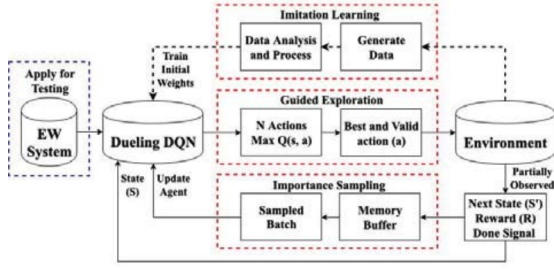 Imitation Learning
Data Analysis
and Process
Generate
Data
Train
Initial
Weights
Apply for
Testing
EW
System
Dueling DQN
Guided Exploration
N Actions
Max Q(s, a)
Best and Valid
action (a)
Environment
State
(S)
Update
Agent
Importance Sampling
Sampled
Batch
Memory
Buffer
Partially
Observed
Next State (S')
Reward (R)
Done Signal